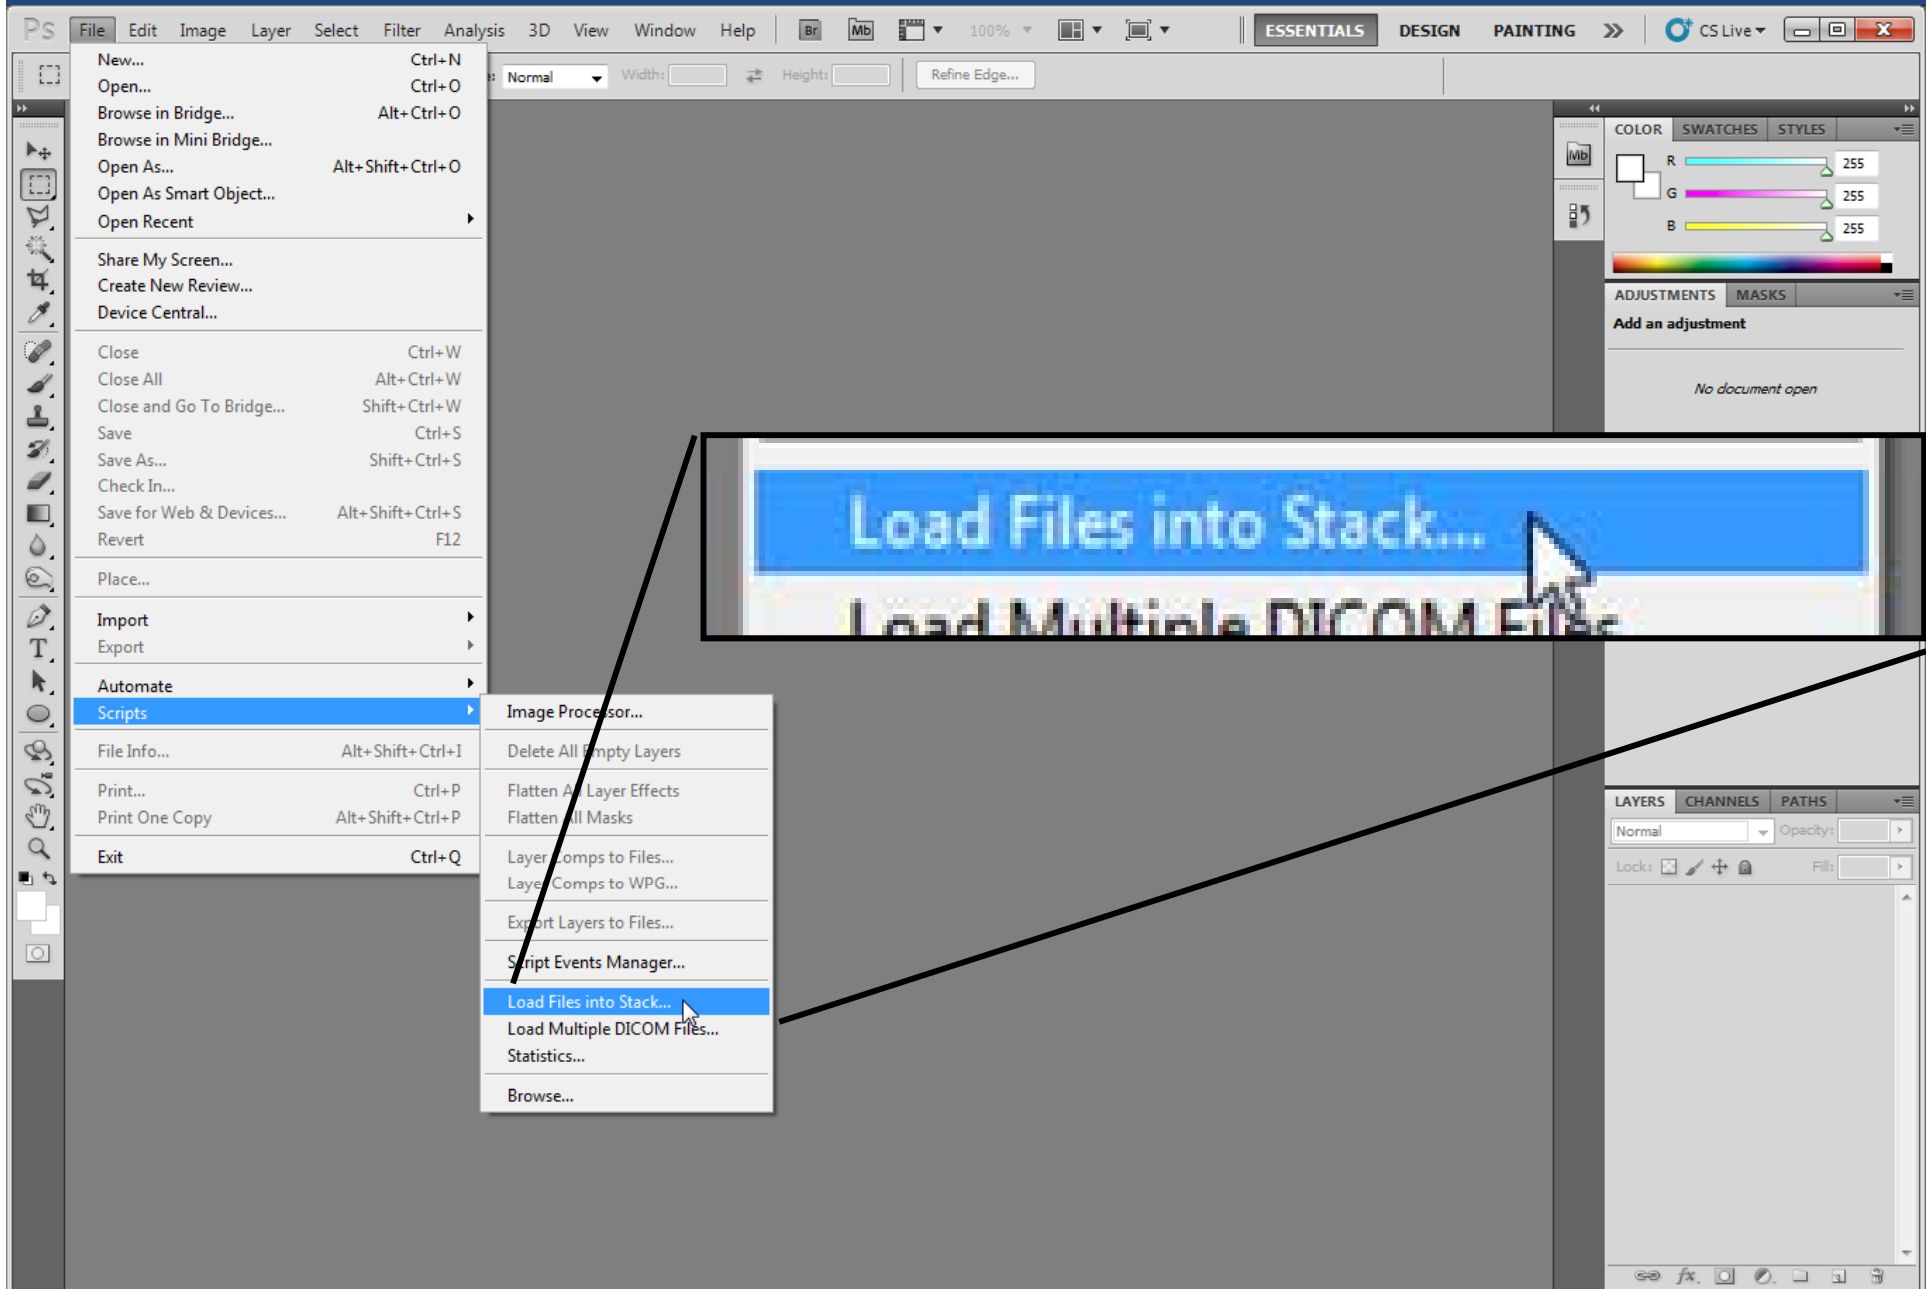 Ps File Edit Image Layer Select Filter Analysis 3D View Window Help Br Mb 100% ESSENTIALS DESIGN PAINTING CS Live
Normal Width: Height: Refine Edge...
New... Ctrl+N
Open... Ctrl+O
Browse in Bridge... Alt+Ctrl+O
Browse in Mini Bridge...
Open As... Alt+Shift+Ctrl+O
Open As Smart Object...
Open Recent
Share My Screen...
Create New Review...
Device Central...
Close Ctrl+W
Close All Alt+Ctrl+W
Close and Go To Bridge... Shift+Ctrl+W
Save Ctrl+S
Save As... Shift+Ctrl+S
Check In...
Save for Web & Devices... Alt+Shift+Ctrl+S
Revert F12
Place...
Import
Export
Automate
Scripts
File Info... Alt+Shift+Ctrl+I
Print... Ctrl+P
Print One Copy Alt+Shift+Ctrl+P
Exit Ctrl+Q
Image Processor...
Delete All Empty Layers
Flatten All Layer Effects
Flatten All Masks
Layer Comps to Files...
Layer Comps to WPG...
Export Layers to Files...
Script Events Manager...
Load Files into Stack...
Load Multiple DICOM Files...
Statistics...
Browse...
Load Files into Stack...
Load Multiple DICOM Files
Mb
COLOR SWATCHES STYLES
R 255
G 255
B 255
ADJUSTMENTS MASKS
Add an adjustment
No document open
LAYERS CHANNELS PATHS
Normal Opacity:
Lock: Fill:
fx